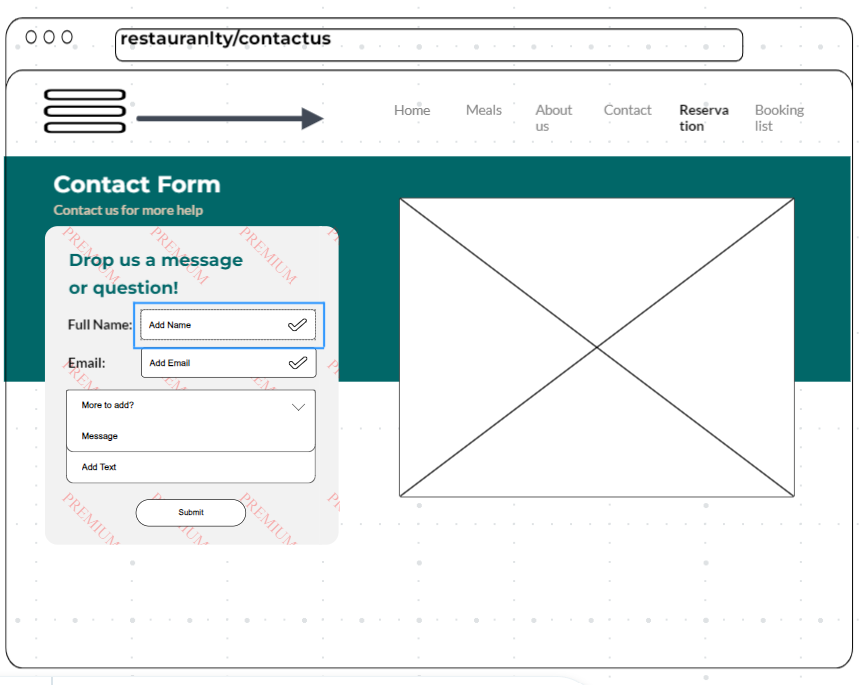 restauranlty/contactus
Home Meals About us Contact Reserva tion Booking list
Contact Form
Contact us for more help
PREMIUM PREMIUM PREMIUM
Drop us a message
or question!
Full Name: Add Name
Email: Add Email
More to add?
Message
Add Text
PREMIUM PREMIUM
Submit